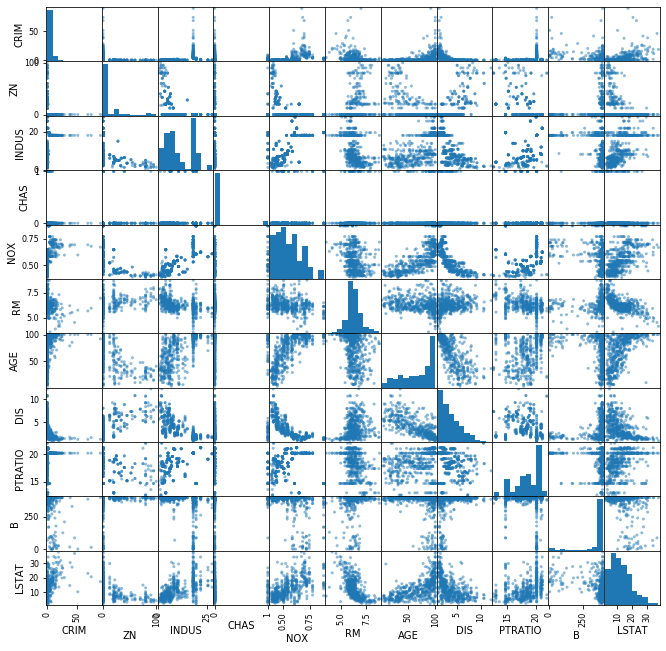 CRIM
50
ZN
100
0
INDUS
20
1
CHAS
0
NOX
0.75
0.50
RM
7.5
5.0
AGE
100
50
DIS
10
5
PTRATIO
20
15
B
250
0
LSTAT
30
20
10
0 50 0 100 0 25 0 1 0.50 0.75 5.0 7.5 50 100 5 10 15 20 0 250 10 20 30
CRIM ZN INDUS CHAS NOX RM AGE DIS PTRATIO B LSTAT